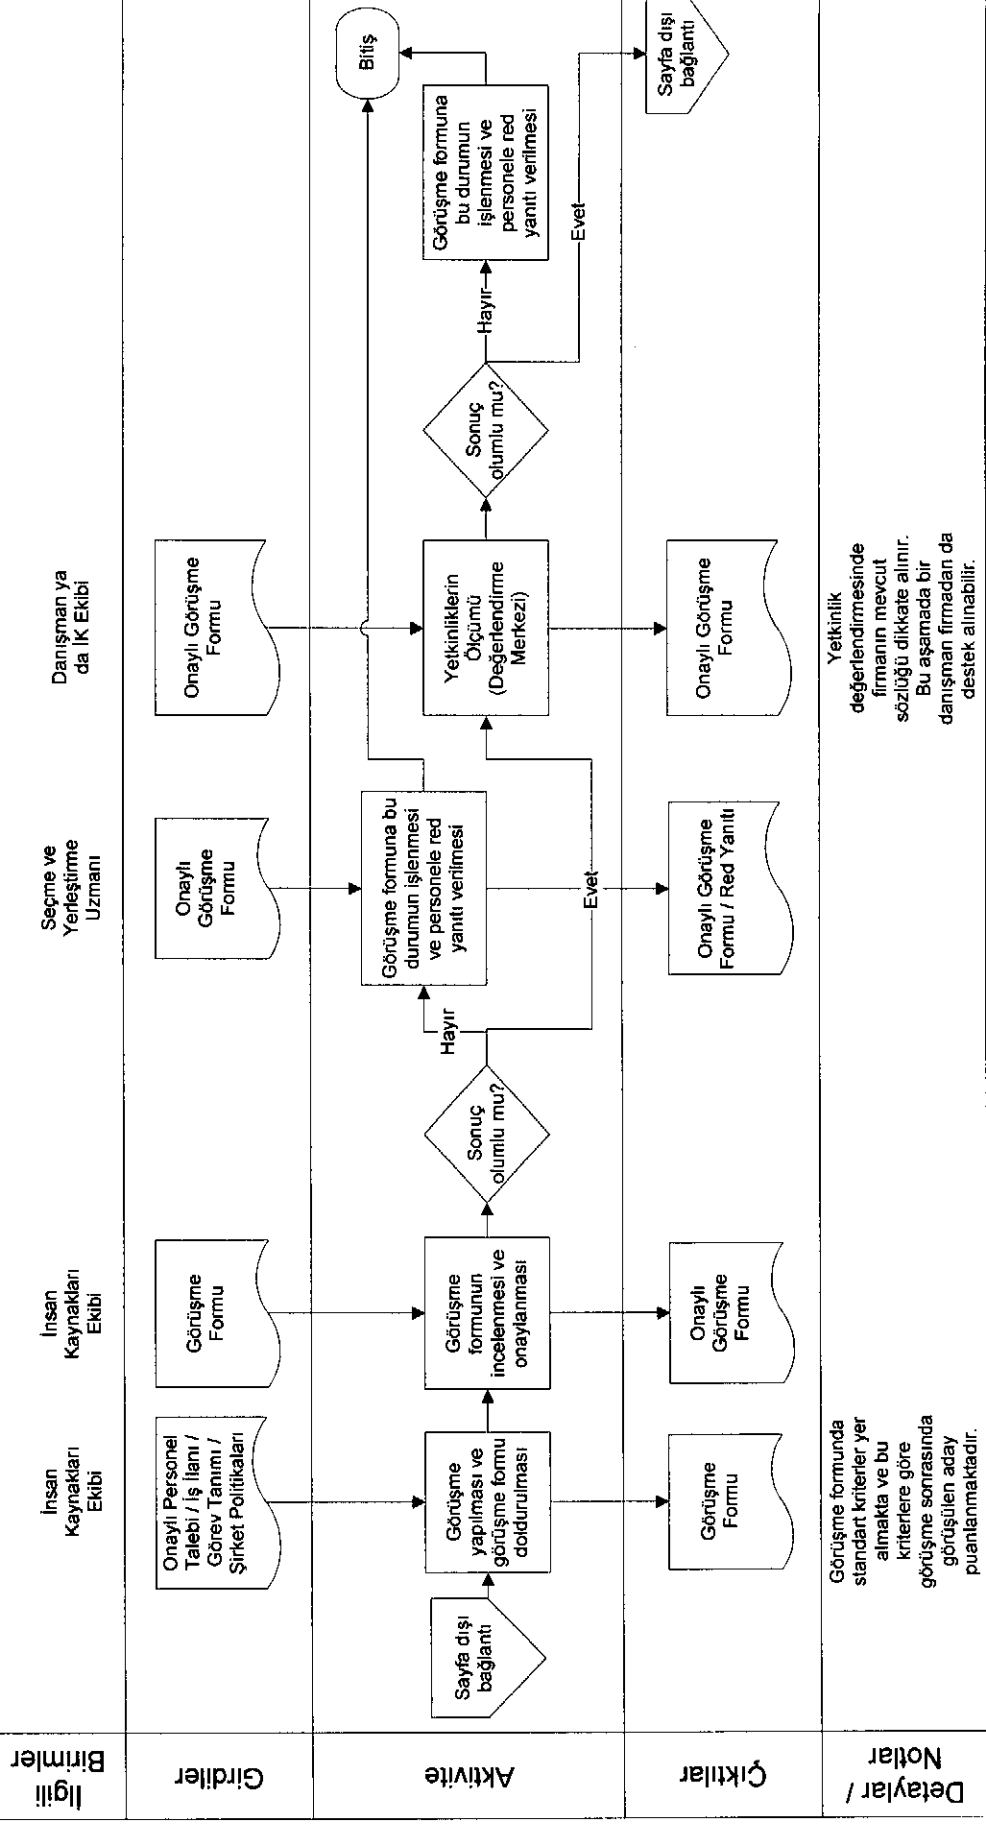 İlgili
Birimler
İnsan
Kaynakları
Ekibi
İnsan
Kaynakları
Ekibi
Seçme ve
Yerleştirme
Uzmanı
Danışman ya
da İK Ekibi
Girdiler
Onaylı Personel
Talebi / İş İlanı /
Görev Tanımı /
Şirket Politikaları
Görüşme
Formu
Onaylı
Görüşme
Formu
Onaylı Görüşme
Formu
Aktivite
Sayfa dışı
bağlantı
Görüşme
yapılması ve
görüşme formu
doldurulması
Görüşme
formunun
incelenmesi ve
onaylanması
Sonuç
olumlu mu?
Hayır
Evet
Görüşme formuna bu
durumun işlenmesi
ve personele red
yanıtı verilmesi
Yetkinliklerin
Ölçümü
(Değerlendirme
Merkezi)
Sonuç
olumlu mu?
Hayır
Evet
Görüşme formuna
bu durumun
işlenmesi ve
personele red
yanıtı verilmesi
Bitiş
Çıktılar
Görüşme
Formu
Onaylı
Görüşme
Formu
Onaylı Görüşme
Formu / Red Yanıtı
Onaylı Görüşme
Formu
Sayfa dışı
bağlantı
Detaylar /
Notlar
Görüşme formunda
standart kriterler yer
almakta ve bu
kriterlere göre
görüşme sonrasında
görüşülen aday
puanlanmaktadır.
Yetkinlik
değerlendirmesinde
firmanın mevcut
sözlüğü dikkate alınır.
Bu aşamada bir
danışman firmadan da
destek alınabilir.